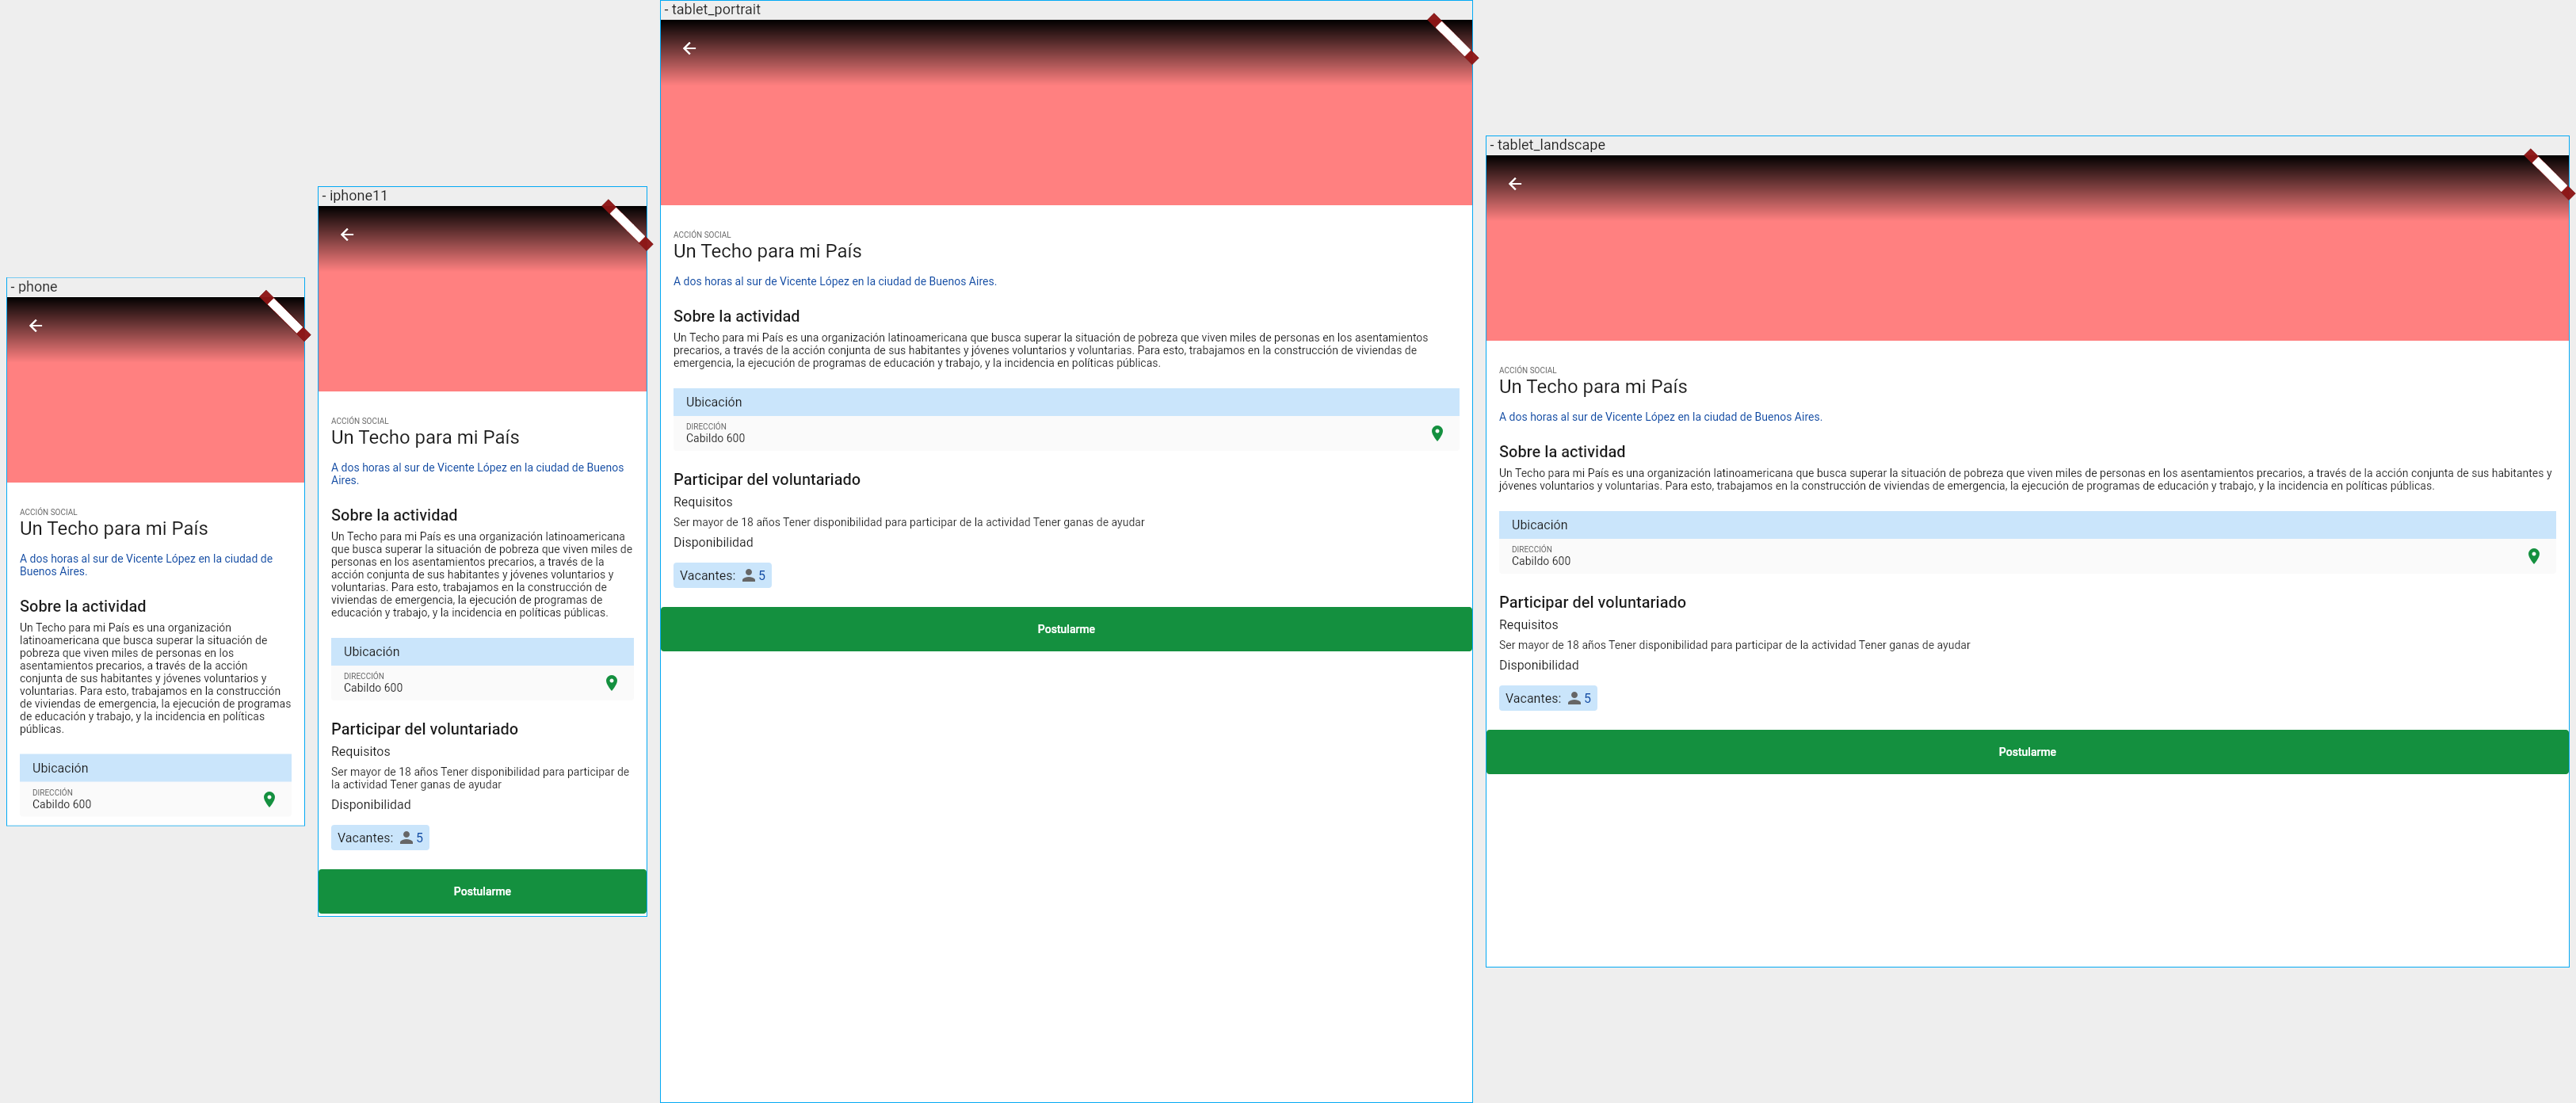 - phone
ACCIÓN SOCIAL
Un Techo para mi País
A dos horas al sur de Vicente López en la ciudad de
Buenos Aires.
Sobre la actividad
Un Techo para mi País es una organización
latinoamericana que busca superar la situación de
pobreza que viven miles de personas en los
asentamientos precarios, a través de la acción
conjunta de sus habitantes y jóvenes voluntarios y
voluntarias. Para esto, trabajamos en la construcción
de viviendas de emergencia, la ejecución de programas
de educación y trabajo, y la incidencia en políticas
públicas.
Ubicación
DIRECCIÓN
Cabildo 600
- iphone11
ACCIÓN SOCIAL
Un Techo para mi País
A dos horas al sur de Vicente López en la ciudad de Buenos
Aires.
Sobre la actividad
Un Techo para mi País es una organización latinoamericana
que busca superar la situación de pobreza que viven miles de
personas en los asentamientos precarios, a través de la
acción conjunta de sus habitantes y jóvenes voluntarios y
voluntarias. Para esto, trabajamos en la construcción de
viviendas de emergencia, la ejecución de programas de
educación y trabajo, y la incidencia en políticas públicas.
Ubicación
DIRECCIÓN
Cabildo 600
Participar del voluntariado
Requisitos
Ser mayor de 18 años Tener disponibilidad para participar de
la actividad Tener ganas de ayudar
Disponibilidad
Vacantes: 5
Postularme
- tablet_portrait
ACCIÓN SOCIAL
Un Techo para mi País
A dos horas al sur de Vicente López en la ciudad de Buenos Aires.
Sobre la actividad
Un Techo para mi País es una organización latinoamericana que busca superar la situación de pobreza que viven miles de personas en los asentamientos
precarios, a través de la acción conjunta de sus habitantes y jóvenes voluntarios y voluntarias. Para esto, trabajamos en la construcción de viviendas de
emergencia, la ejecución de programas de educación y trabajo, y la incidencia en políticas públicas.
Ubicación
DIRECCIÓN
Cabildo 600
Participar del voluntariado
Requisitos
Ser mayor de 18 años Tener disponibilidad para participar de la actividad Tener ganas de ayudar
Disponibilidad
Vacantes: 5
Postularme
- tablet_landscape
ACCIÓN SOCIAL
Un Techo para mi País
A dos horas al sur de Vicente López en la ciudad de Buenos Aires.
Sobre la actividad
Un Techo para mi País es una organización latinoamericana que busca superar la situación de pobreza que viven miles de personas en los asentamientos precarios, a través de la acción conjunta de sus habitantes y
jóvenes voluntarios y voluntarias. Para esto, trabajamos en la construcción de viviendas de emergencia, la ejecución de programas de educación y trabajo, y la incidencia en políticas públicas.
Ubicación
DIRECCIÓN
Cabildo 600
Participar del voluntariado
Requisitos
Ser mayor de 18 años Tener disponibilidad para participar de la actividad Tener ganas de ayudar
Disponibilidad
Vacantes: 5
Postularme